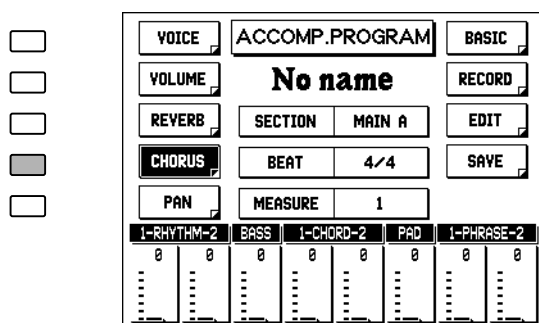 VOICE ACCOMP.PROGRAM BASIC
VOLUME No name RECORD
REVERB SECTION MAIN A EDIT
CHORUS BEAT 4/4 SAVE
PAN MEASURE 1
1-RHYTHM-2 BASS 1-CHORD-2 PAD 1-PHRASE-2
0 0 0 0 0 0 0 0